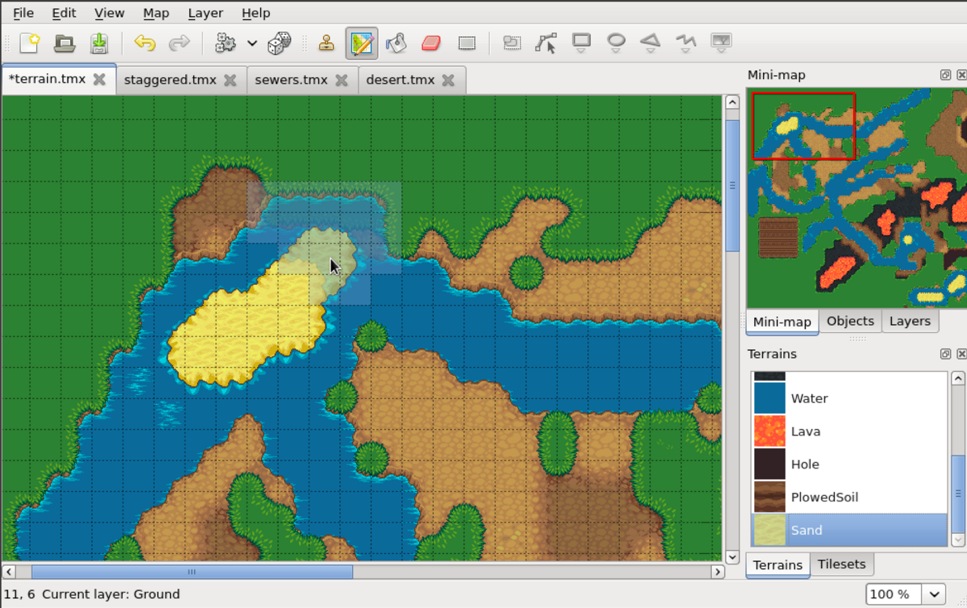 File Edit View Map Layer Help
*terrain.tmx staggered.tmx sewers.tmx desert.tmx
Mini-map
Mini-map Objects Layers
Terrains
Water
Lava
Hole
PlowedSoil
Sand
Terrains Tilesets
11, 6 Current layer: Ground
100 %